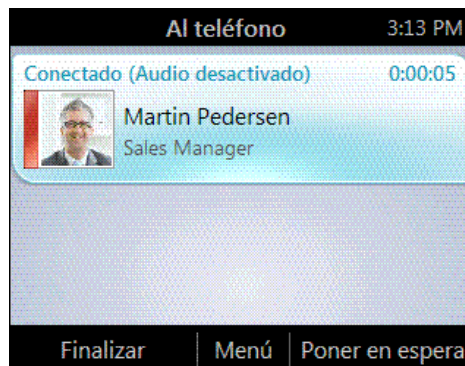 Al teléfono 3:13 PM
Conectado (Audio desactivado) 0:00:05
Martin Pedersen
Sales Manager
Finalizar Menú Poner en espera